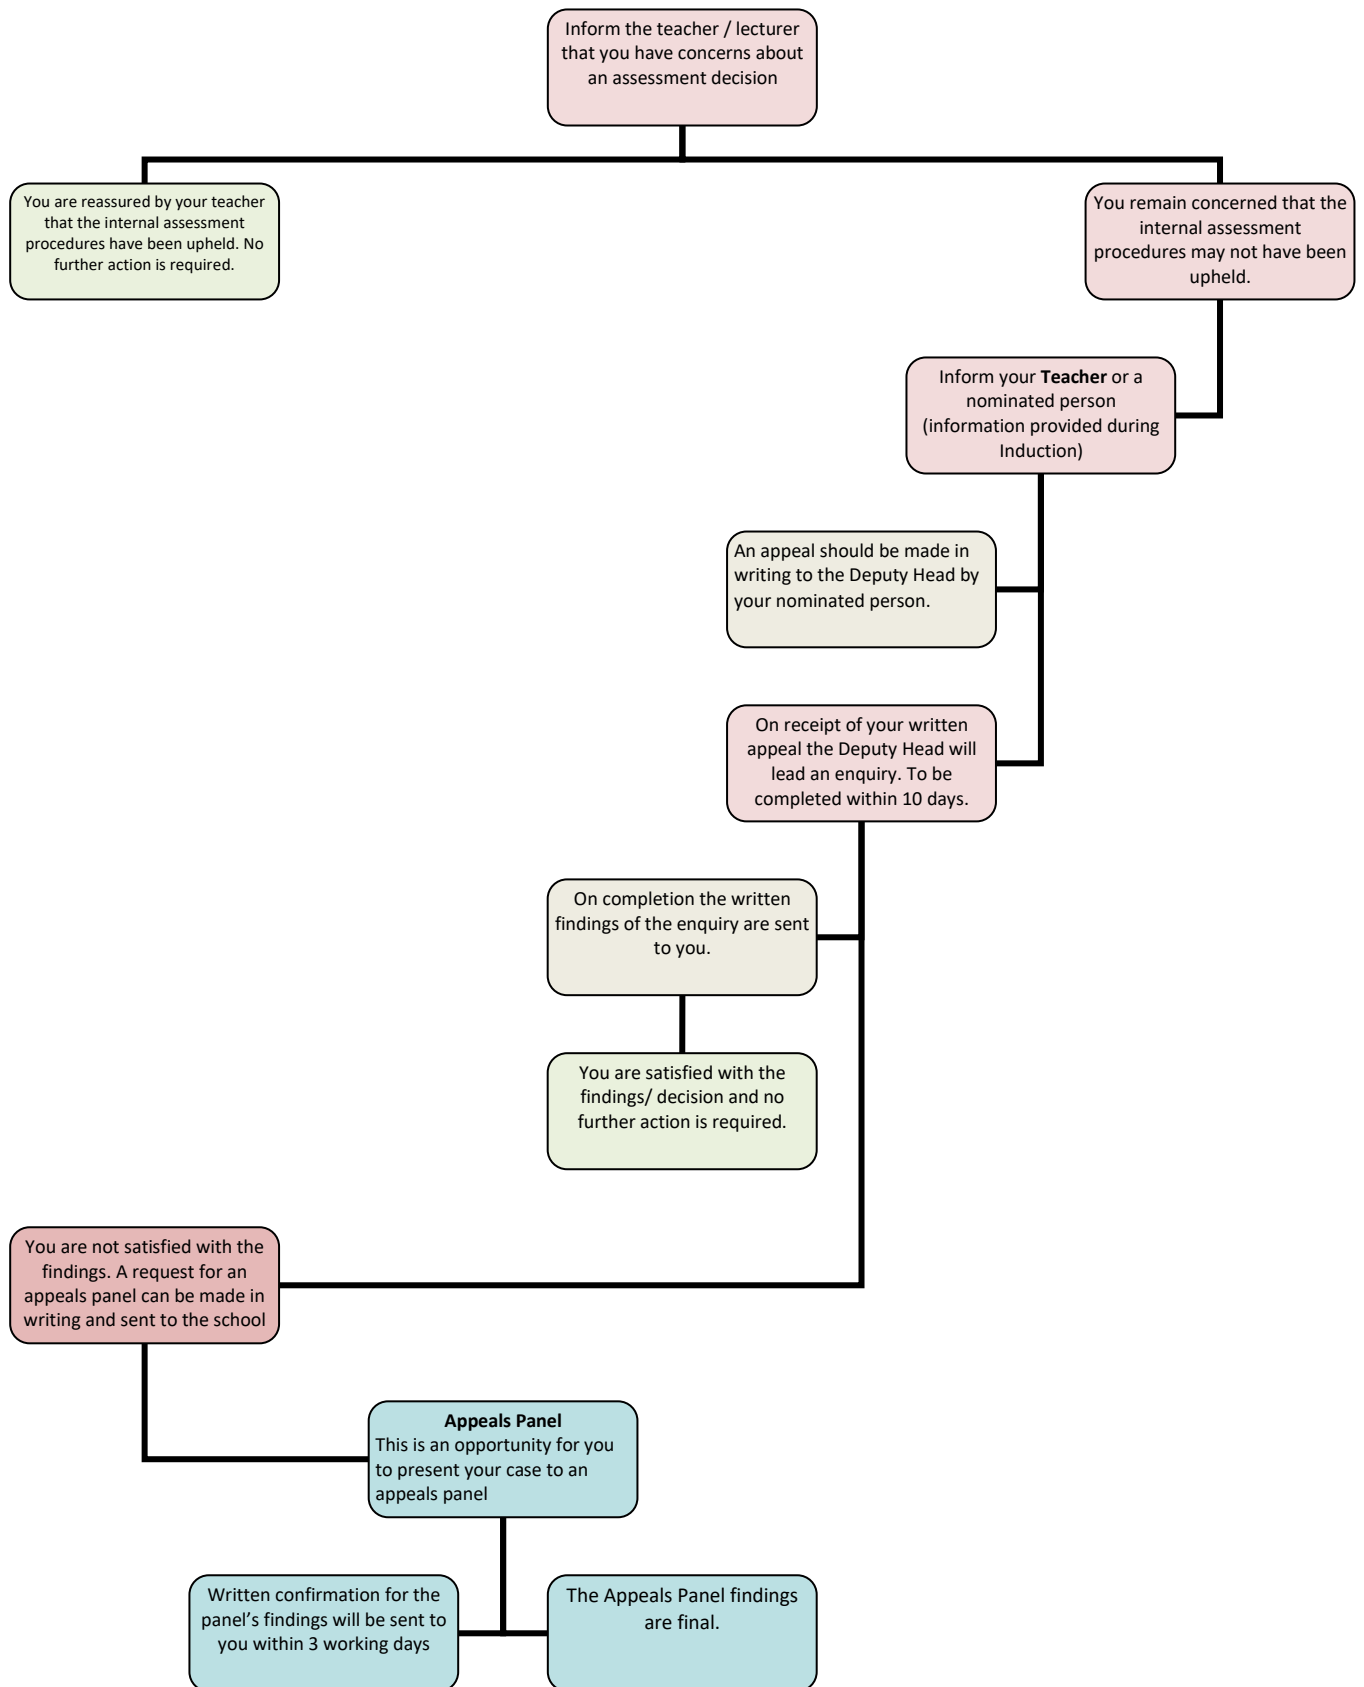 Inform the teacher / lecturer
that you have concerns about
an assessment decision
You are reassured by your teacher
that the internal assessment
procedures have been upheld. No
further action is required.
You remain concerned that the
internal assessment
procedures may not have been
upheld.
Inform your Teacher or a
nominated person
(information provided during
Induction)
An appeal should be made in
writing to the Deputy Head by
your nominated person.
On receipt of your written
appeal the Deputy Head will
lead an enquiry. To be
completed within 10 days.
On completion the written
findings of the enquiry are sent
to you.
You are satisfied with the
findings/ decision and no
further action is required.
You are not satisfied with the
findings. A request for an
appeals panel can be made in
writing and sent to the school
Appeals Panel
This is an opportunity for you
to present your case to an
appeals panel
Written confirmation for the
panel’s findings will be sent to
you within 3 working days
The Appeals Panel findings
are final.